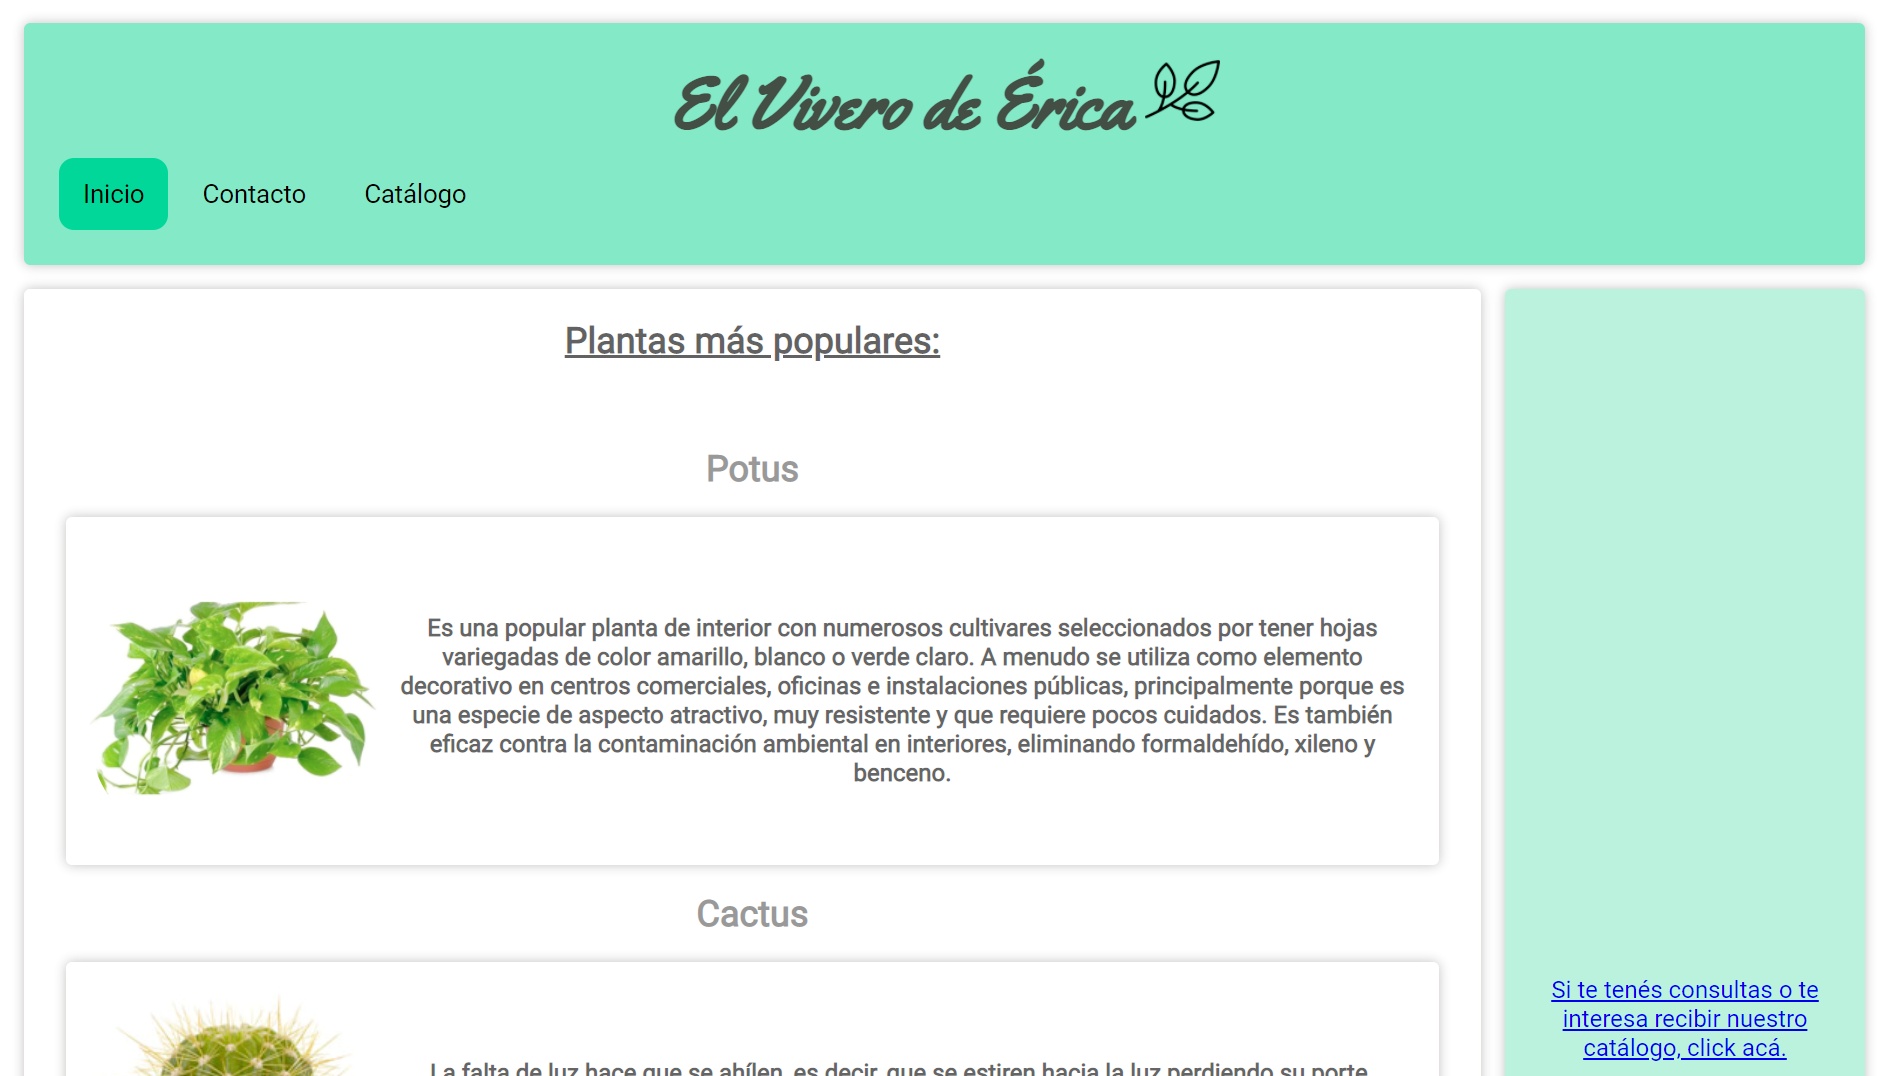 El Vivero de Érica
Inicio
Contacto
Catálogo
Plantas más populares:
Potus
Es una popular planta de interior con numerosos cultivares seleccionados por tener hojas
variegadas de color amarillo, blanco o verde claro. A menudo se utiliza como elemento
decorativo en centros comerciales, oficinas e instalaciones públicas, principalmente porque es
una especie de aspecto atractivo, muy resistente y que requiere pocos cuidados. Es también
eficaz contra la contaminación ambiental en interiores, eliminando formaldehído, xileno y
benceno.
Cactus
La falta de luz hace que se ahílen, es decir, que se estiren hacia la luz perdiendo su porte
Si te tenés consultas o te
interesa recibir nuestro
catálogo, click acá.